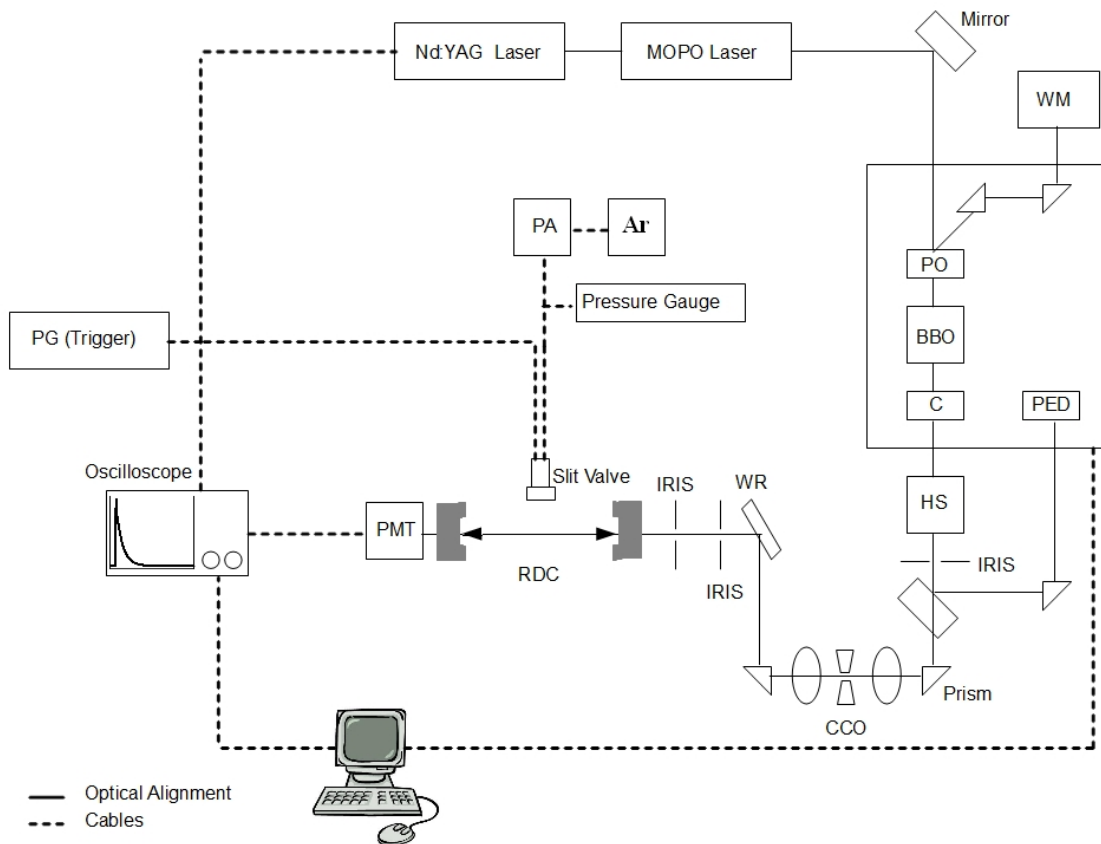 Mirror
Nd:YAG Laser
MOPO Laser
WM
PA
Ar
PO
Pressure Gauge
PG (Trigger)
BBO
C
PED
Oscilloscope
Slit Valve
IRIS
WR
HS
PMT
RDC
IRIS
IRIS
Prism
CCO
Optical Alignment
Cables